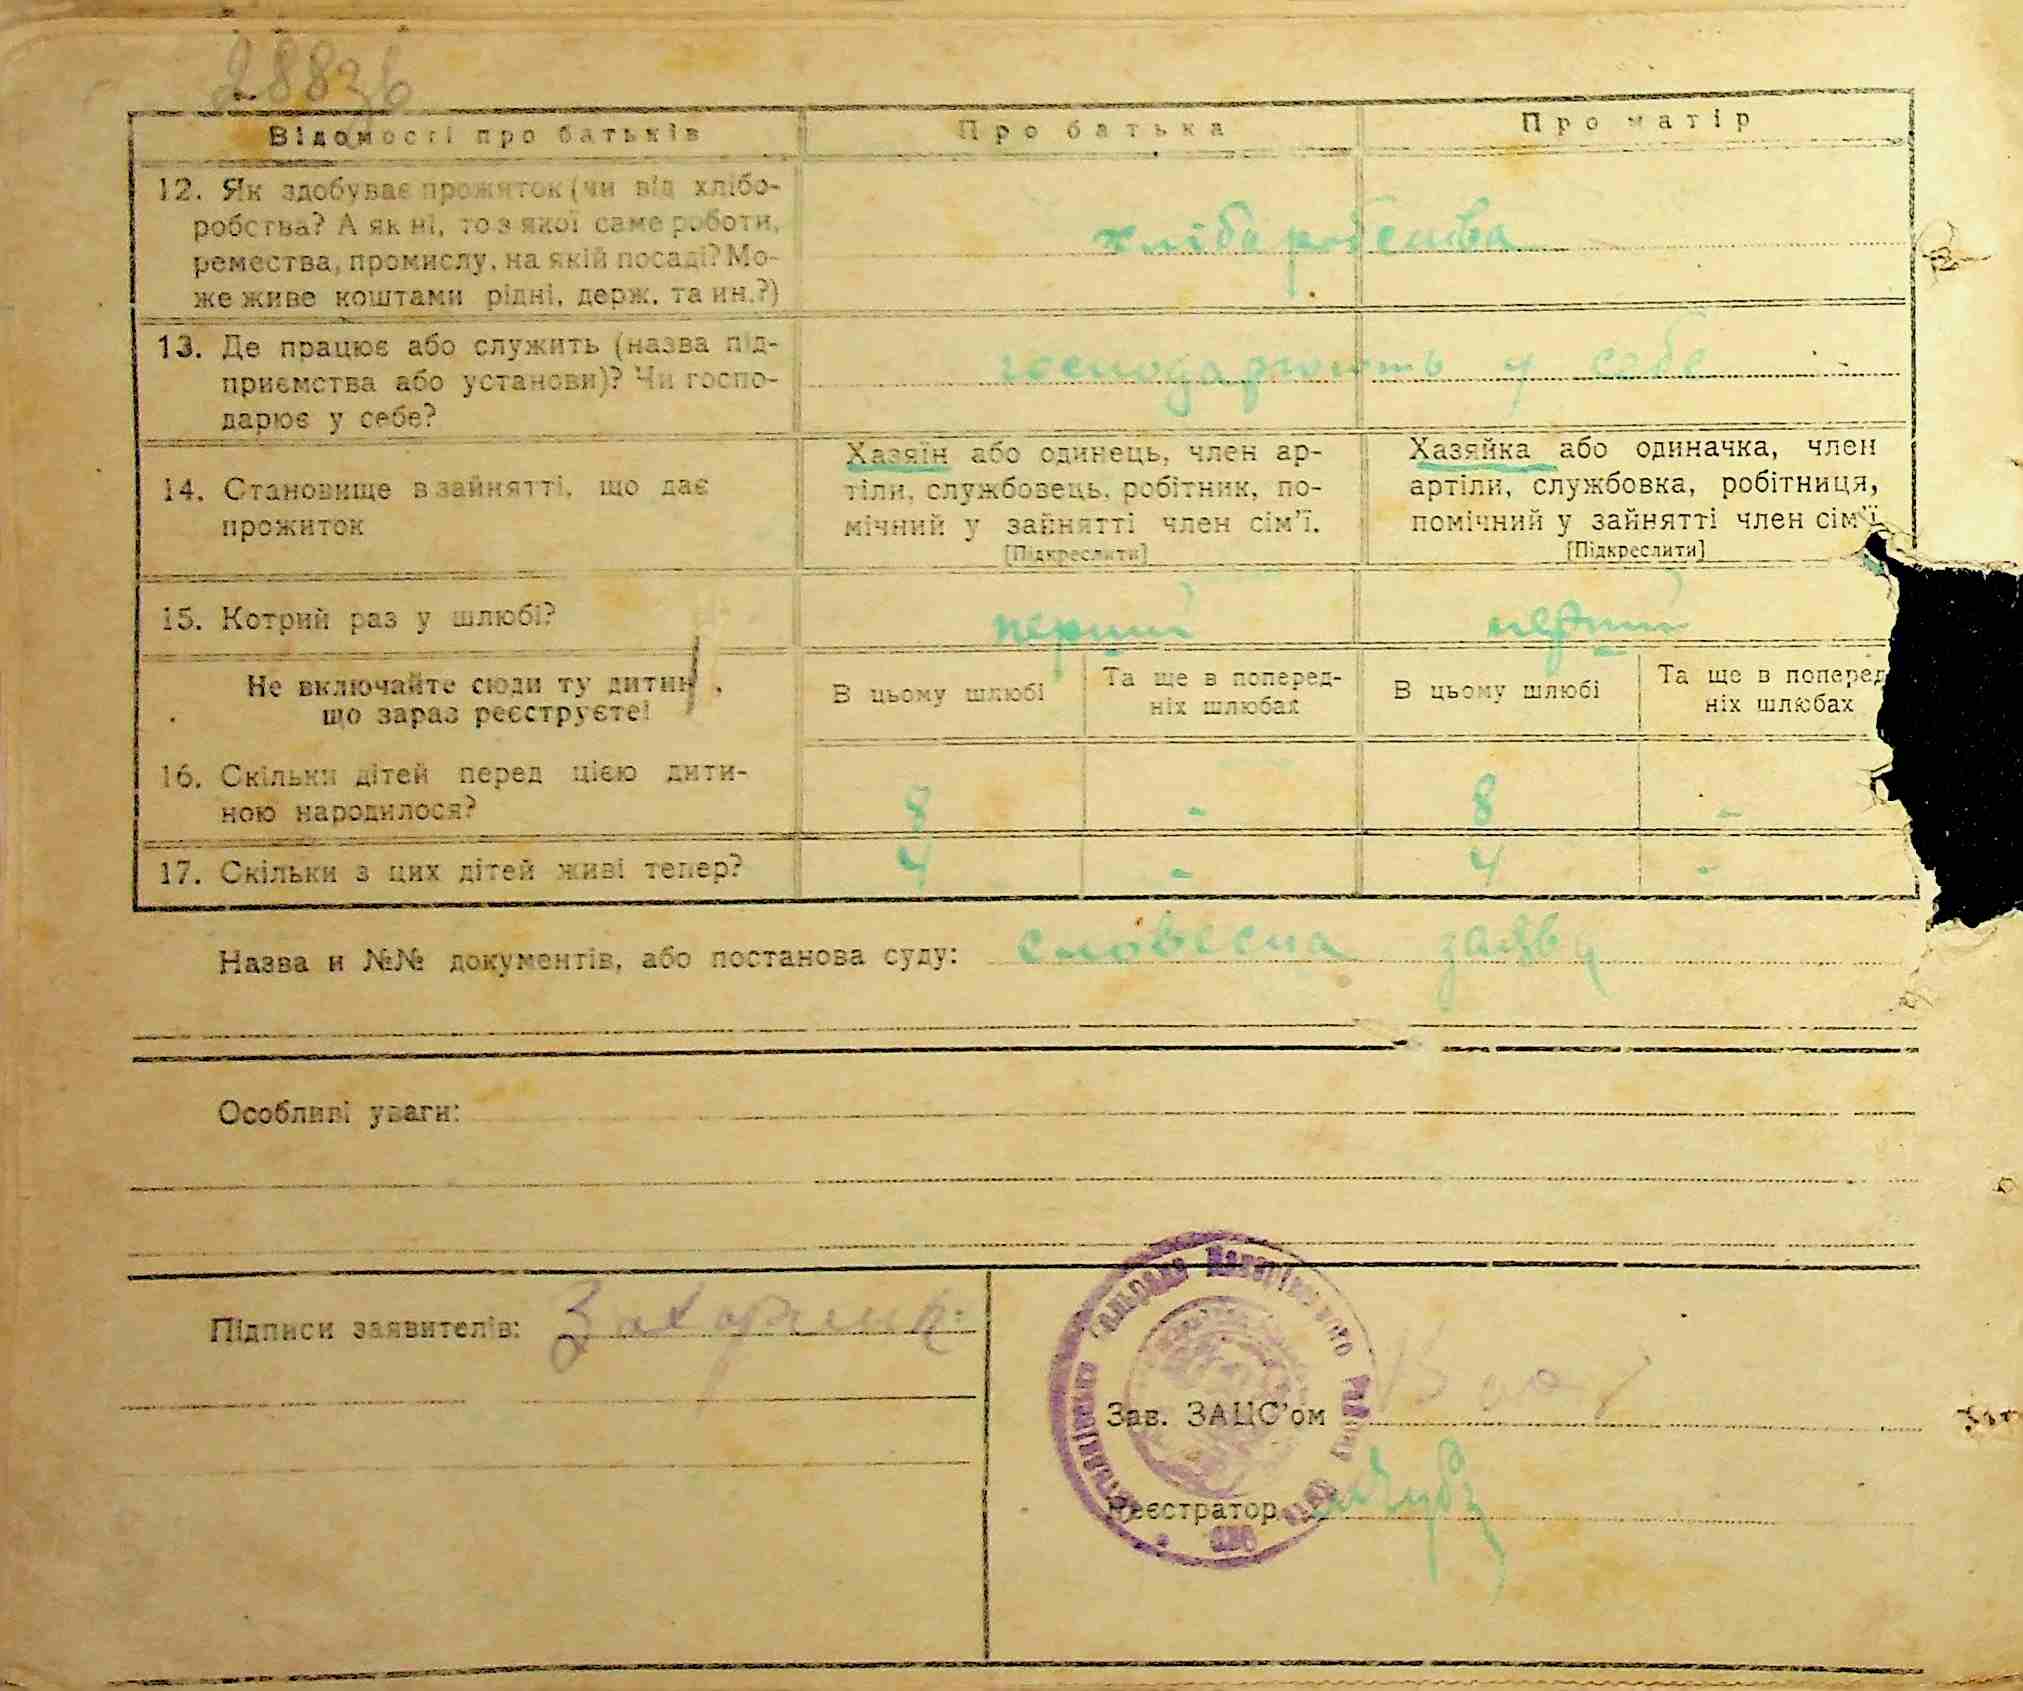 2883в
Відомості про батьків
Про батька
Про матір
12. Як здобуває прожиток (чи від хлібо-
робства? А як ні, то з якої саме роботи,
ремества, промислу, на якій посаді? Мо-
же живе коштами рідні, держ. та ин.?)
хліборобства
13. Де працює або служить (назва під-
приємства або установи)? Чи госпо-
дарює у себе?
господарюють у себе
14. Становище в зайнятті, що дає
прожиток
Хазяїн або одинець, член ар-
тіли, службовець, робітник, по-
мічний у зайнятті член сім'ї.
[Підкреслити]
Хазяйка або одиначка, член
артіли, службовка, робітниця,
помічний у зайнятті член сім'ї
[Підкреслити]
15. Котрий раз у шлюбі?
перший
перший
Не включайте сюди ту дитину,
що зараз реєструєте!
В цьому шлюбі
Та ще в поперед-
ніх шлюбах
В цьому шлюбі
Та ще в поперед
ніх шлюбах
16. Скільки дітей перед цією дити-
ною народилося?
8
-
8
-
17. Скільки з цих дітей живі тепер?
4
-
4
-
Назва и №№ документів, або постанова суду: словесна заява
Особливі уваги:
Підписи заявителів:
Сільрада
Зав. ЗАЦС'ом
Реєстратор